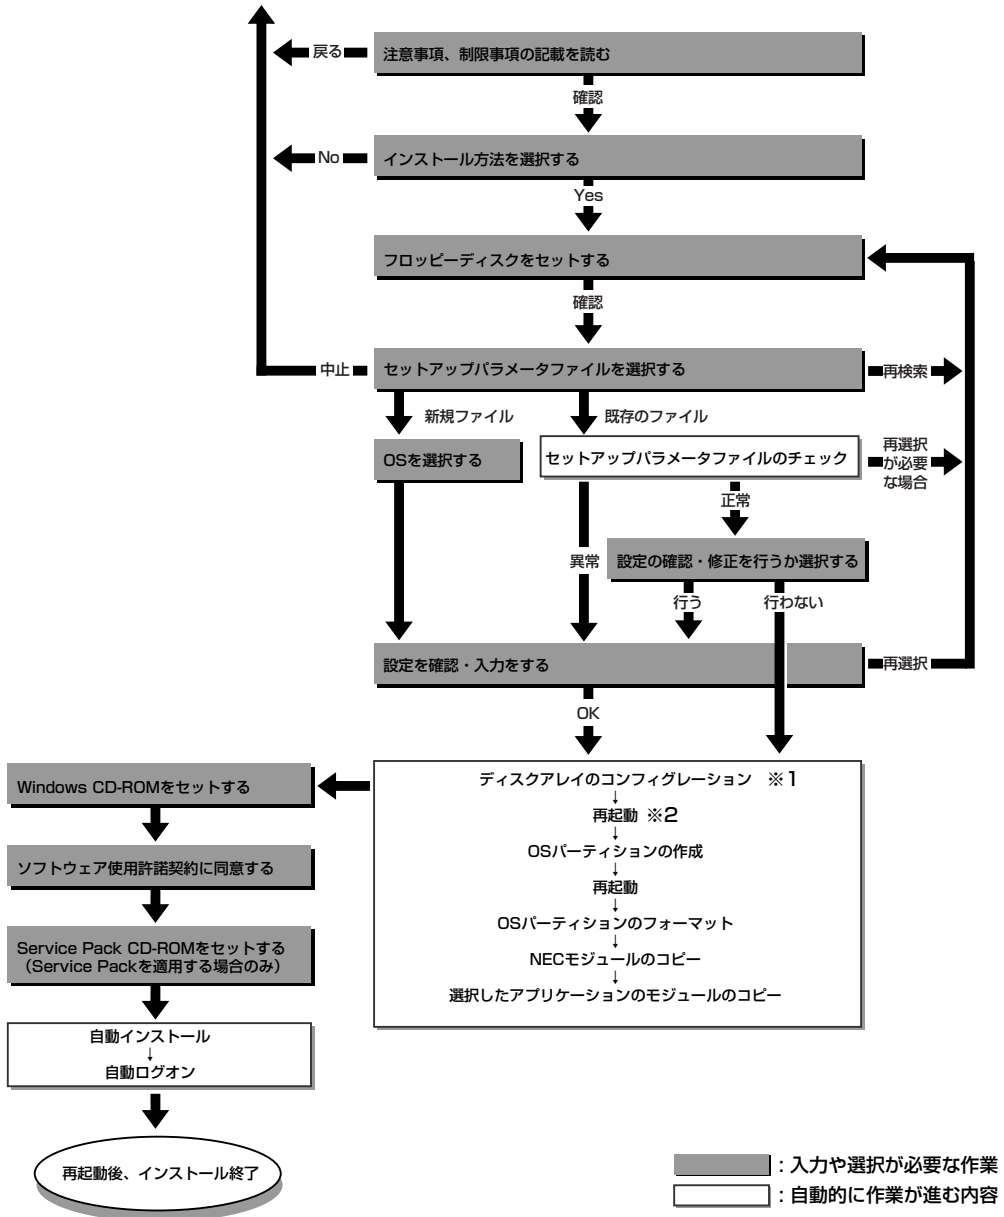 戻る
注意事項、制限事項の記載を読む
確認
No
インストール方法を選択する
Yes
フロッピーディスクをセットする
確認
中止
セットアップパラメータファイルを選択する
再検索
新規ファイル
既存のファイル
OSを選択する
セットアップパラメータファイルのチェック
再選択
が必要
な場合
正常
異常
設定の確認・修正を行うか選択する
行う
行わない
設定を確認・入力をする
再選択
OK
ディスクアレイのコンフィグレーション ※1
↓
再起動 ※2
↓
OSパーティションの作成
↓
再起動
↓
OSパーティションのフォーマット
↓
NECモジュールのコピー
↓
選択したアプリケーションのモジュールのコピー
Windows CD-ROMをセットする
ソフトウェア使用許諾契約に同意する
Service Pack CD-ROMをセットする
（Service Packを適用する場合のみ）
自動インストール
↓
自動ログオン
再起動後、インストール終了
：入力や選択が必要な作業
：自動的に作業が進む内容